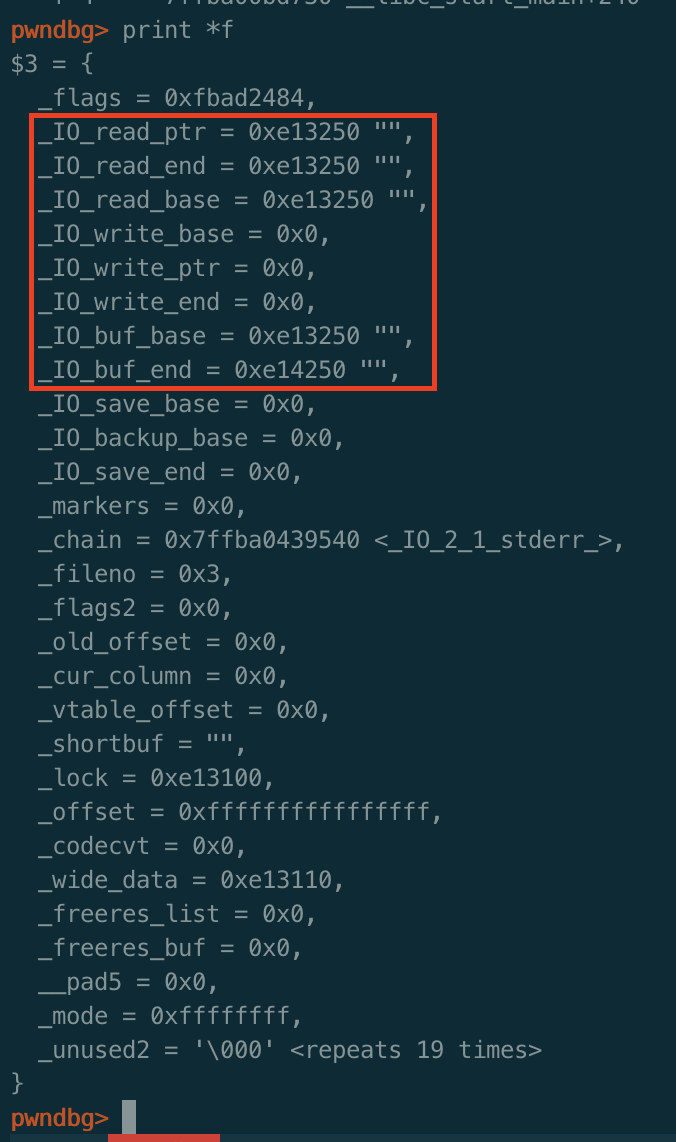 pwndbg> print *f
$3 = {
_flags = 0xfbad2484,
_IO_read_ptr = 0xe13250 "",
_IO_read_end = 0xe13250 "",
_IO_read_base = 0xe13250 "",
_IO_write_base = 0x0,
_IO_write_ptr = 0x0,
_IO_write_end = 0x0,
_IO_buf_base = 0xe13250 "",
_IO_buf_end = 0xe14250 "",
_IO_save_base = 0x0,
_IO_backup_base = 0x0,
_IO_save_end = 0x0,
_markers = 0x0,
_chain = 0x7ffba0439540 <_IO_2_1_stderr_>,
_fileno = 0x3,
_flags2 = 0x0,
_old_offset = 0x0,
_cur_column = 0x0,
_vtable_offset = 0x0,
_shortbuf = "",
_lock = 0xe13100,
_offset = 0xffffffffffffffff,
_codecvt = 0x0,
_wide_data = 0xe13110,
_freeres_list = 0x0,
_freeres_buf = 0x0,
__pad5 = 0x0,
_mode = 0xffffffff,
_unused2 = '\000' <repeats 19 times>
}
pwndbg>